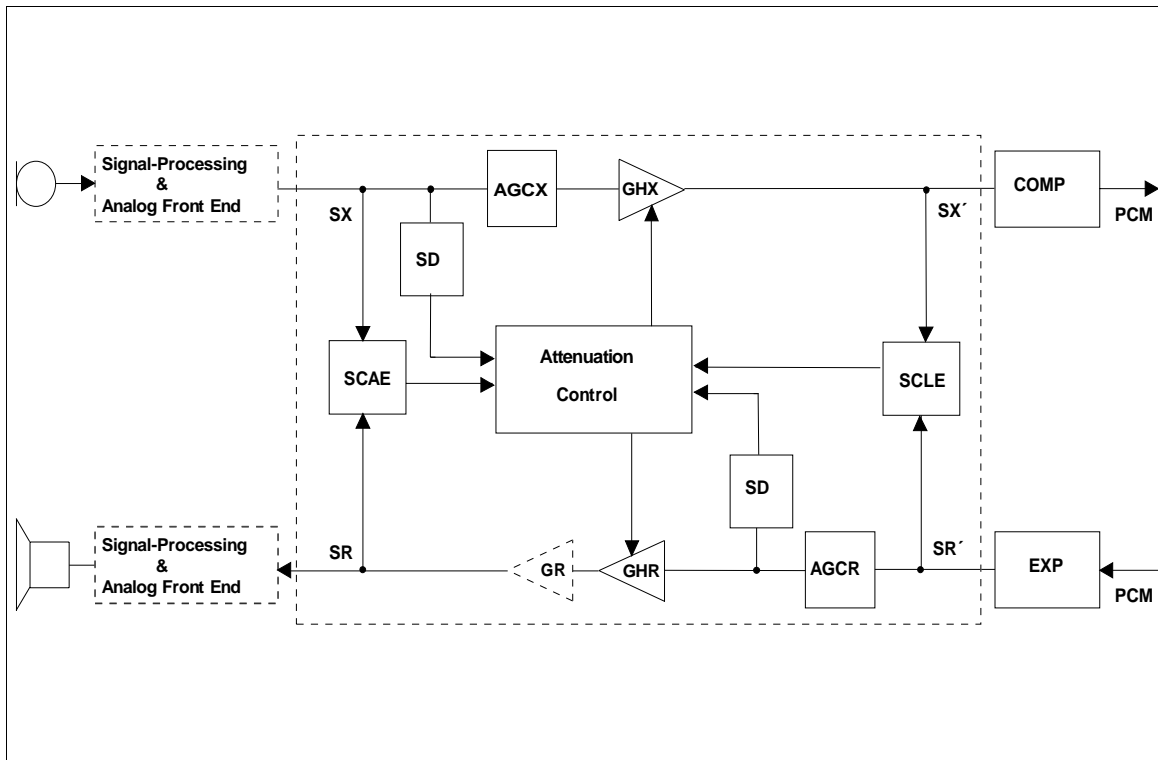 Signal-Processing
&
Analog Front End
SX
SD
AGCX
GHX
SX´
COMP
PCM
SCAE
Attenuation
Control
SCLE
SD
Signal-Processing
&
Analog Front End
SR
GR
GHR
AGCR
SR´
EXP
PCM